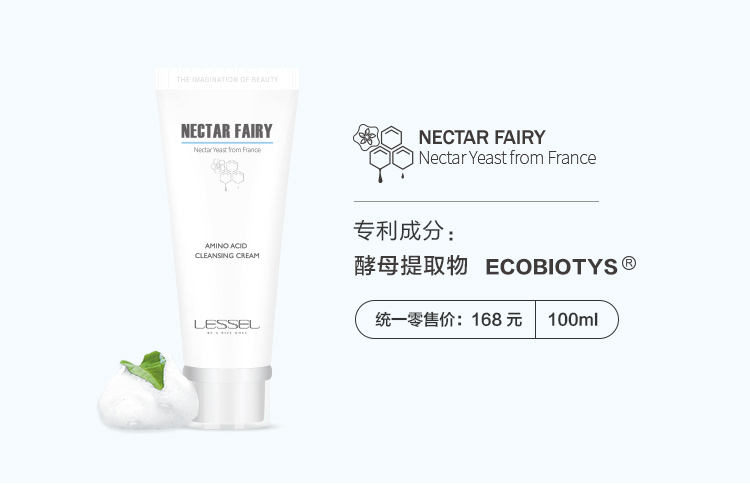 THE IMAGINATION OF BEAUTY
NECTAR FAIRY
Nectar Yeast from France
AMINO ACID
CLEANSING CREAM
LESSEL
NECTAR FAIRY
Nectar Yeast from France
专利成分：
酵母提取物 ECOBIOTYS®
统一零售价：168 元 100ml